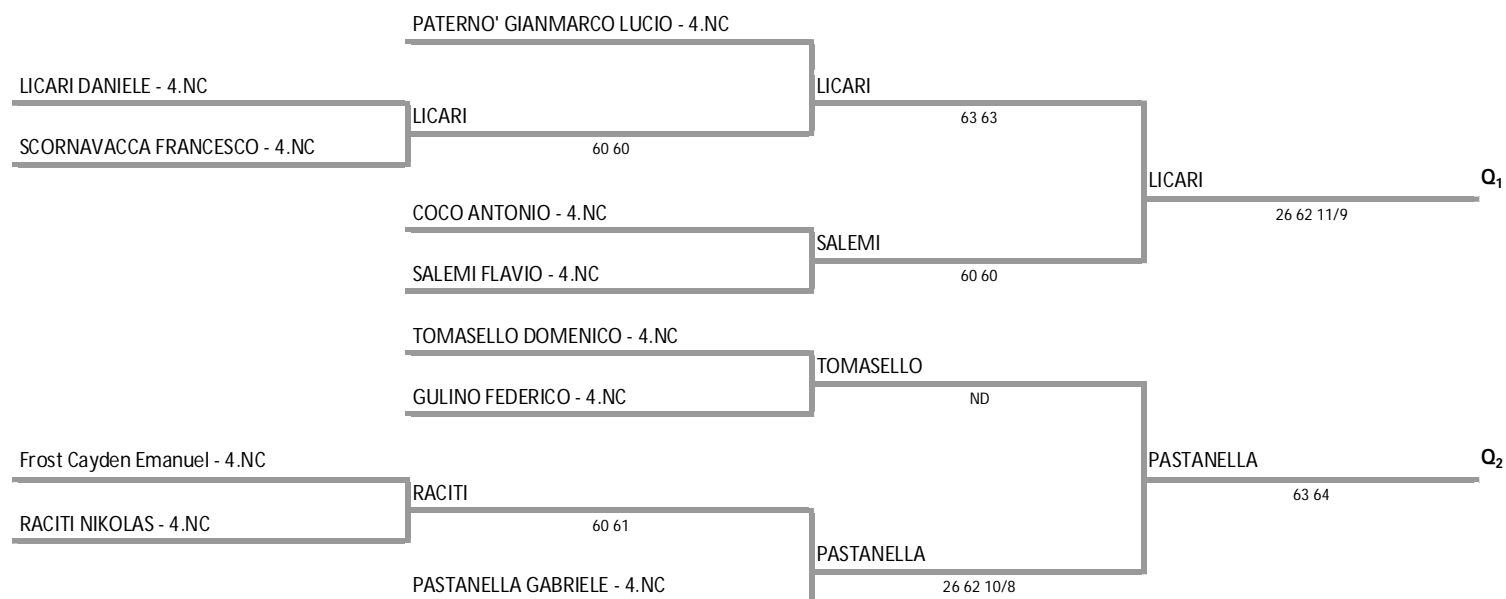 PATERNO' GIANMARCO LUCIO - 4.NC
LICARI DANIELE - 4.NC
LICARI
LICARI
63 63
SCORNAVACCA FRANCESCO - 4.NC
60 60
LICARI
Q1
26 62 11/9
COCO ANTONIO - 4.NC
SALEMI
SALEMI FLAVIO - 4.NC
60 60
TOMASELLO DOMENICO - 4.NC
TOMASELLO
GULINO FEDERICO - 4.NC
ND
Frost Cayden Emanuel - 4.NC
PASTANELLA
Q2
RACITI
63 64
RACITI NIKOLAS - 4.NC
60 61
PASTANELLA
PASTANELLA GABRIELE - 4.NC
26 62 10/8